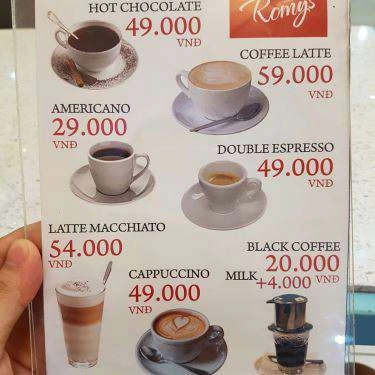 HOT CHOCOLATE
49.000
VNĐ
Romy's
COFFEE LATTE
59.000
VNĐ
AMERICANO
29.000
VNĐ
DOUBLE ESPRESSO
49.000
VNĐ
LATTE MACCHIATO
54.000
VNĐ
CAPPUCCINO
49.000
VNĐ
BLACK COFFEE
20.000
VNĐ
MILK +4.000 VNĐ